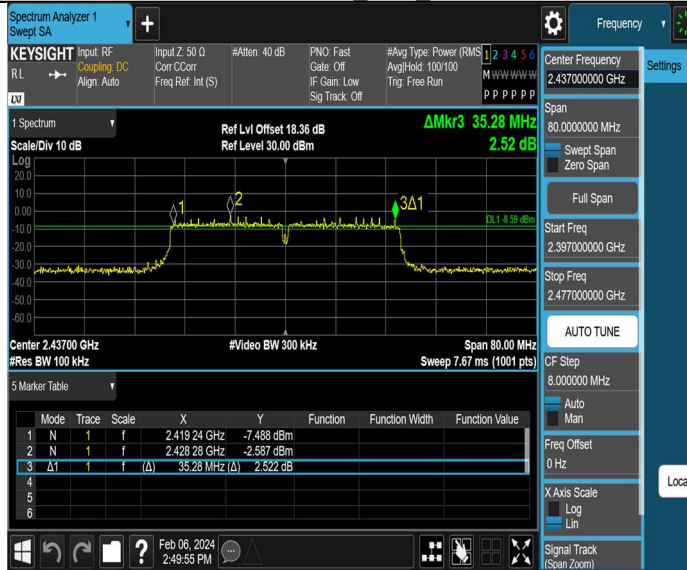 Spectrum Analyzer 1
Swept SA
Frequency
Settings
KEYSIGHT
RL
LXI
Input: RF
Coupling: DC
Align: Auto
Input Z: 50 Ω
Corr CCorr
Freq Ref: Int (S)
#Atten: 40 dB
PNO: Fast
Gate: Off
IF Gain: Low
Sig Track: Off
#Avg Type: Power (RMS
Avg|Hold: 100/100
Trig: Free Run
1 2 3 4 5 6
M W W W W W
P P P P P P
1 Spectrum
Scale/Div 10 dB
Ref Lvl Offset 18.36 dB
Ref Level 30.00 dBm
ΔMkr3 35.28 MHz
2.52 dB
Log
20.0
10.0
0.00
-10.0
-20.0
-30.0
-40.0
-50.0
-60.0
1
2
3Δ1
DL1 -8.59 dBm
Center 2.43700 GHz
#Res BW 100 kHz
#Video BW 300 kHz
Span 80.00 MHz
Sweep 7.67 ms (1001 pts)
5 Marker Table
Mode Trace Scale X Y Function Function Width Function Value
1 N 1 f 2.419 24 GHz -7.488 dBm
2 N 1 f 2.428 28 GHz -2.587 dBm
3 Δ1 1 f (Δ) 35.28 MHz (Δ) 2.522 dB
4
5
6
Feb 06, 2024
2:49:55 PM
Center Frequency
2.437000000 GHz
Span
80.0000000 MHz
Swept Span
Zero Span
Full Span
Start Freq
2.397000000 GHz
Stop Freq
2.477000000 GHz
AUTO TUNE
CF Step
8.000000 MHz
Auto
Man
Freq Offset
0 Hz
X Axis Scale
Log
Lin
Signal Track
(Span Zoom)
Loca